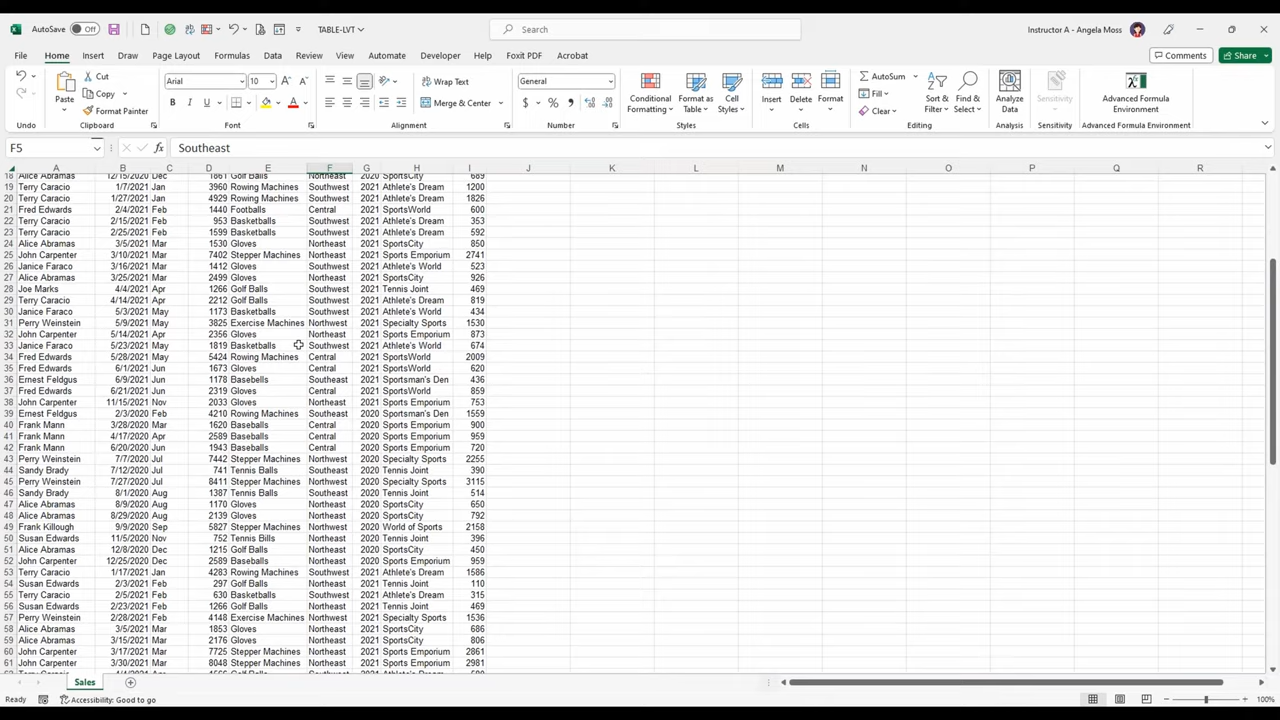 AutoSave Off TABLE-LVT Search Instructor A - Angela Moss
File Home Insert Draw Page Layout Formulas Data Review View Automate Developer Help Foxit PDF Acrobat Comments Share
Cut Arial 10 Wrap Text General AutoSum
Paste Copy Fill
Format Painter Merge & Center $ % Conditional Formatting Format as Table Cell Styles Insert Delete Format Clear Sort & Filter Find & Select Analyze Data Sensitivity Advanced Formula Environment
Undo Clipboard Font Alignment Number Styles Cells Editing Analysis Sensitivity Advanced Formula Environment
F5 fx Southeast
A B C D E F G H I J K L M N O P Q R
18 Alice Abramas 12/15/2020 Dec 1861 Golf Balls Northeast 2020 SportsCity 689
19 Terry Caracio 1/7/2021 Jan 3960 Rowing Machines Southwest 2021 Athlete's Dream 1200
20 Terry Caracio 1/27/2021 Jan 4929 Rowing Machines Southwest 2021 Athlete's Dream 1826
21 Fred Edwards 2/4/2021 Feb 1440 Footballs Central 2021 SportsWorld 600
22 Terry Caracio 2/15/2021 Feb 953 Basketballs Southwest 2021 Athlete's Dream 353
23 Terry Caracio 2/25/2021 Feb 1599 Basketballs Southwest 2021 Athlete's Dream 592
24 Alice Abramas 3/5/2021 Mar 1530 Gloves Northeast 2021 SportsCity 850
25 John Carpenter 3/10/2021 Mar 7402 Stepper Machines Northeast 2021 Sports Emporium 2741
26 Janice Faraco 3/16/2021 Mar 1412 Gloves Southwest 2021 Athlete's World 523
27 Alice Abramas 3/25/2021 Mar 2499 Gloves Northeast 2021 SportsCity 926
28 Joe Marks 4/4/2021 Apr 1266 Golf Balls Southwest 2021 Tennis Joint 469
29 Terry Caracio 4/14/2021 Apr 2212 Golf Balls Southwest 2021 Athlete's Dream 819
30 Janice Faraco 5/3/2021 May 1173 Basketballs Southwest 2021 Athlete's World 434
31 Perry Weinstein 5/9/2021 May 3825 Exercise Machines Northwest 2021 Specialty Sports 1530
32 John Carpenter 5/14/2021 Apr 2356 Gloves Northeast 2021 Sports Emporium 873
33 Janice Faraco 5/23/2021 May 1819 Basketballs Southwest 2021 Athlete's World 674
34 Fred Edwards 5/28/2021 May 5424 Rowing Machines Central 2021 SportsWorld 2009
35 Fred Edwards 6/1/2021 Jun 1673 Gloves Central 2021 SportsWorld 620
36 Ernest Feldgus 6/9/2021 Jun 1178 Basebells Southeast 2021 Sportsman's Den 436
37 Fred Edwards 6/21/2021 Jun 2319 Gloves Central 2021 SportsWorld 859
38 John Carpenter 11/15/2021 Nov 2033 Gloves Northeast 2021 Sports Emporium 753
39 Ernest Feldgus 2/3/2020 Feb 4210 Rowing Machines Southeast 2020 Sportsman's Den 1559
40 Frank Mann 3/28/2020 Mar 1620 Baseballs Central 2020 Sports Emporium 900
41 Frank Mann 4/17/2020 Apr 2589 Baseballs Central 2020 Sports Emporium 959
42 Frank Mann 6/20/2020 Jun 1943 Baseballs Central 2020 Sports Emporium 720
43 Perry Weinstein 7/7/2020 Jul 7442 Stepper Machines Northwest 2020 Specialty Sports 2255
44 Sandy Brady 7/12/2020 Jul 741 Tennis Balls Southeast 2020 Tennis Joint 390
45 Perry Weinstein 7/27/2020 Jul 8411 Stepper Machines Northwest 2020 Specialty Sports 3115
46 Sandy Brady 8/1/2020 Aug 1387 Tennis Balls Southeast 2020 Tennis Joint 514
47 Alice Abramas 8/9/2020 Aug 1170 Gloves Northeast 2020 SportsCity 650
48 Alice Abramas 8/29/2020 Aug 2139 Gloves Northeast 2020 SportsCity 792
49 Frank Killough 9/9/2020 Sep 5827 Stepper Machines Northwest 2020 World of Sports 2158
50 Susan Edwards 11/5/2020 Nov 752 Tennis Bills Northeast 2020 Tennis Joint 396
51 Alice Abramas 12/8/2020 Dec 1215 Golf Balls Northeast 2020 SportsCity 450
52 John Carpenter 12/25/2020 Dec 2589 Baseballs Northeast 2020 Sports Emporium 959
53 Terry Caracio 1/17/2021 Jan 4283 Rowing Machines Southwest 2021 Athlete's Dream 1586
54 Susan Edwards 2/3/2021 Feb 297 Golf Balls Northeast 2021 Tennis Joint 110
55 Terry Caracio 2/5/2021 Feb 630 Basketballs Southwest 2021 Athlete's Dream 315
56 Susan Edwards 2/23/2021 Feb 1266 Golf Balls Northeast 2021 Tennis Joint 469
57 Perry Weinstein 2/28/2021 Feb 4148 Exercise Machines Northwest 2021 Specialty Sports 1536
58 Alice Abramas 3/5/2021 Mar 1853 Gloves Northeast 2021 SportsCity 686
59 Alice Abramas 3/15/2021 Mar 2176 Gloves Northeast 2021 SportsCity 806
60 John Carpenter 3/20/2021 Mar 7725 Stepper Machines Northeast 2021 Sports Emporium 2861
61 John Carpenter 3/30/2021 Mar 8048 Stepper Machines Northeast 2021 Sports Emporium 2981
Sales
Ready Accessibility: Good to go 100%